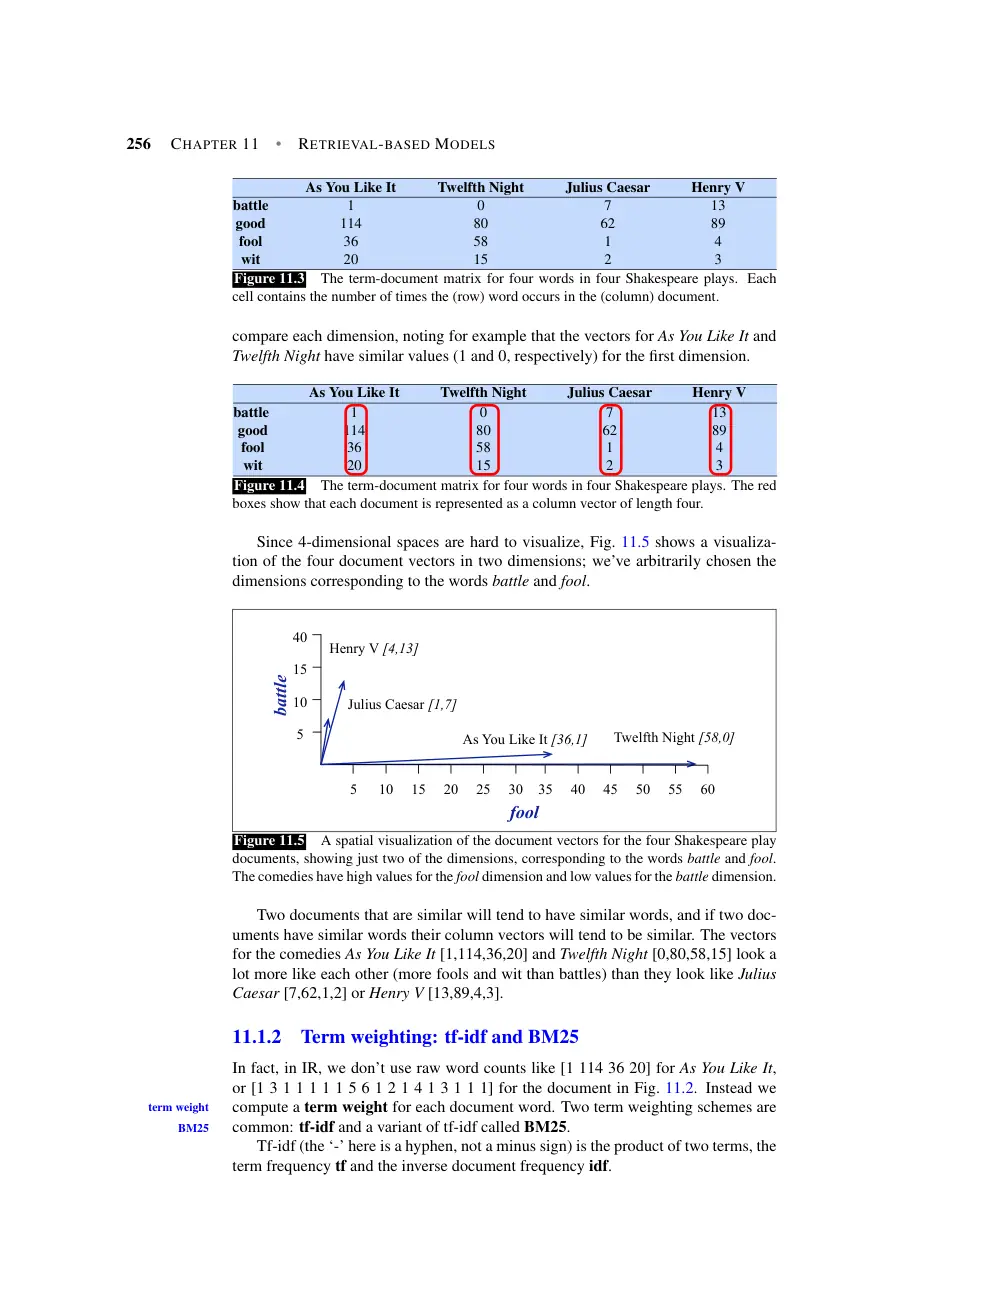 256 CHAPTER 11 • RETRIEVAL-BASED MODELS
As You Like It Twelfth Night Julius Caesar Henry V
battle 1 0 7 13
good 114 80 62 89
fool 36 58 1 4
wit 20 15 2 3
Figure 11.3 The term-document matrix for four words in four Shakespeare plays. Each
cell contains the number of times the (row) word occurs in the (column) document.
compare each dimension, noting for example that the vectors for As You Like It and
Twelfth Night have similar values (1 and 0, respectively) for the first dimension.
As You Like It Twelfth Night Julius Caesar Henry V
battle 1 0 7 13
good 114 80 62 89
fool 36 58 1 4
wit 20 15 2 3
Figure 11.4 The term-document matrix for four words in four Shakespeare plays. The red
boxes show that each document is represented as a column vector of length four.
Since 4-dimensional spaces are hard to visualize, Fig. 11.5 shows a visualiza-
tion of the four document vectors in two dimensions; we've arbitrarily chosen the
dimensions corresponding to the words battle and fool.
40
Henry V [4,13]
15
battle
10
Julius Caesar [1,7]
5
As You Like It [36,1] Twelfth Night [58,0]
5 10 15 20 25 30 35 40 45 50 55 60
fool
Figure 11.5 A spatial visualization of the document vectors for the four Shakespeare play
documents, showing just two of the dimensions, corresponding to the words battle and fool.
The comedies have high values for the fool dimension and low values for the battle dimension.
Two documents that are similar will tend to have similar words, and if two doc-
uments have similar words their column vectors will tend to be similar. The vectors
for the comedies As You Like It [1,114,36,20] and Twelfth Night [0,80,58,15] look a
lot more like each other (more fools and wit than battles) than they look like Julius
Caesar [7,62,1,2] or Henry V [13,89,4,3].
11.1.2 Term weighting: tf-idf and BM25
In fact, in IR, we don't use raw word counts like [1 114 36 20] for As You Like It,
or [1 3 1 1 1 1 1 5 6 1 2 1 4 1 3 1 1 1] for the document in Fig. 11.2. Instead we
term weight compute a term weight for each document word. Two term weighting schemes are
BM25 common: tf-idf and a variant of tf-idf called BM25.
Tf-idf (the '-' here is a hyphen, not a minus sign) is the product of two terms, the
term frequency tf and the inverse document frequency idf.